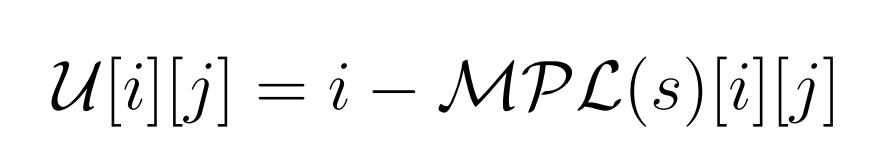 𝒰[i][j] = i − ℳ𝒫ℒ(s)[i][j]